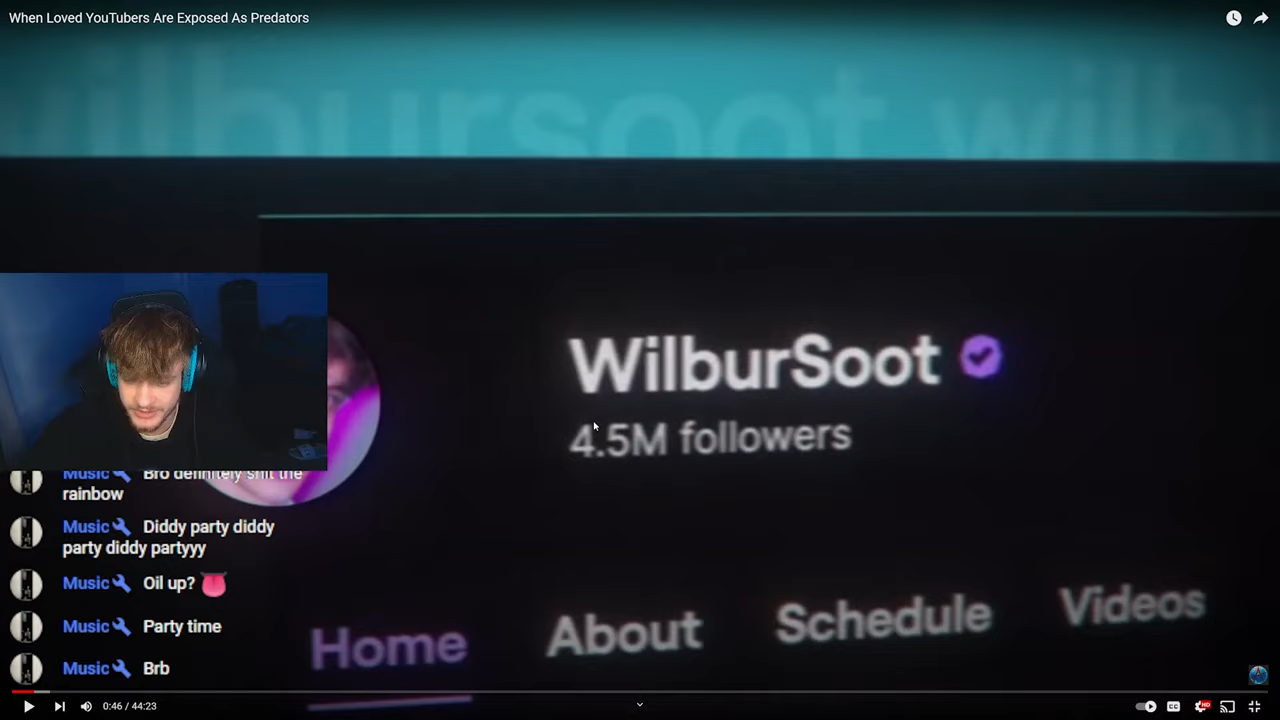 When Loved YouTubers Are Exposed As Predators
wilbursoot wilb
WilburSoot
4.5M followers
Music Bro definitely shit the
rainbow
Music Diddy party diddy
party diddy partyyy
Music Oil up? 👅
Music Party time
Music Brb
Home About Schedule Videos
0:46 / 44:23
CC HD